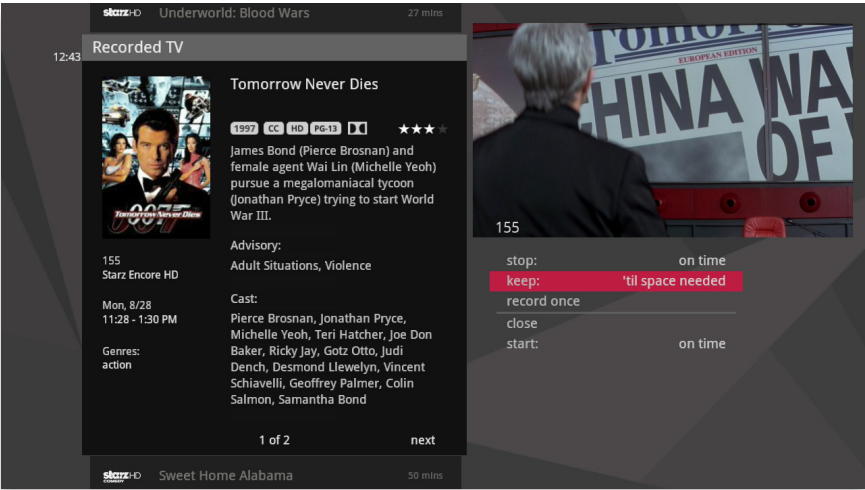 starz HD Underworld: Blood Wars 27 mins
Recorded TV
12:43
Tomorrow Never Dies
1997 CC HD PG-13
James Bond (Pierce Brosnan) and
female agent Wai Lin (Michelle Yeoh)
pursue a megalomaniacal tycoon
(Jonathan Pryce) trying to start World
War III.
Advisory:
Adult Situations, Violence
Cast:
Pierce Brosnan, Jonathan Pryce,
Michelle Yeoh, Teri Hatcher, Joe Don
Baker, Ricky Jay, Gotz Otto, Judi
Dench, Desmond Llewelyn, Vincent
Schiavelli, Geoffrey Palmer, Colin
Salmon, Samantha Bond
1 of 2 next
007
Tomorrow Never Dies
155
Starz Encore HD
Mon, 8/28
11:28 - 1:30 PM
Genres:
action
Tomorrow
EUROPEAN EDITION
CHINA WA
OF
155
stop: on time
keep: 'til space needed
record once
close
start: on time
starz HD COMEDY Sweet Home Alabama 50 mins